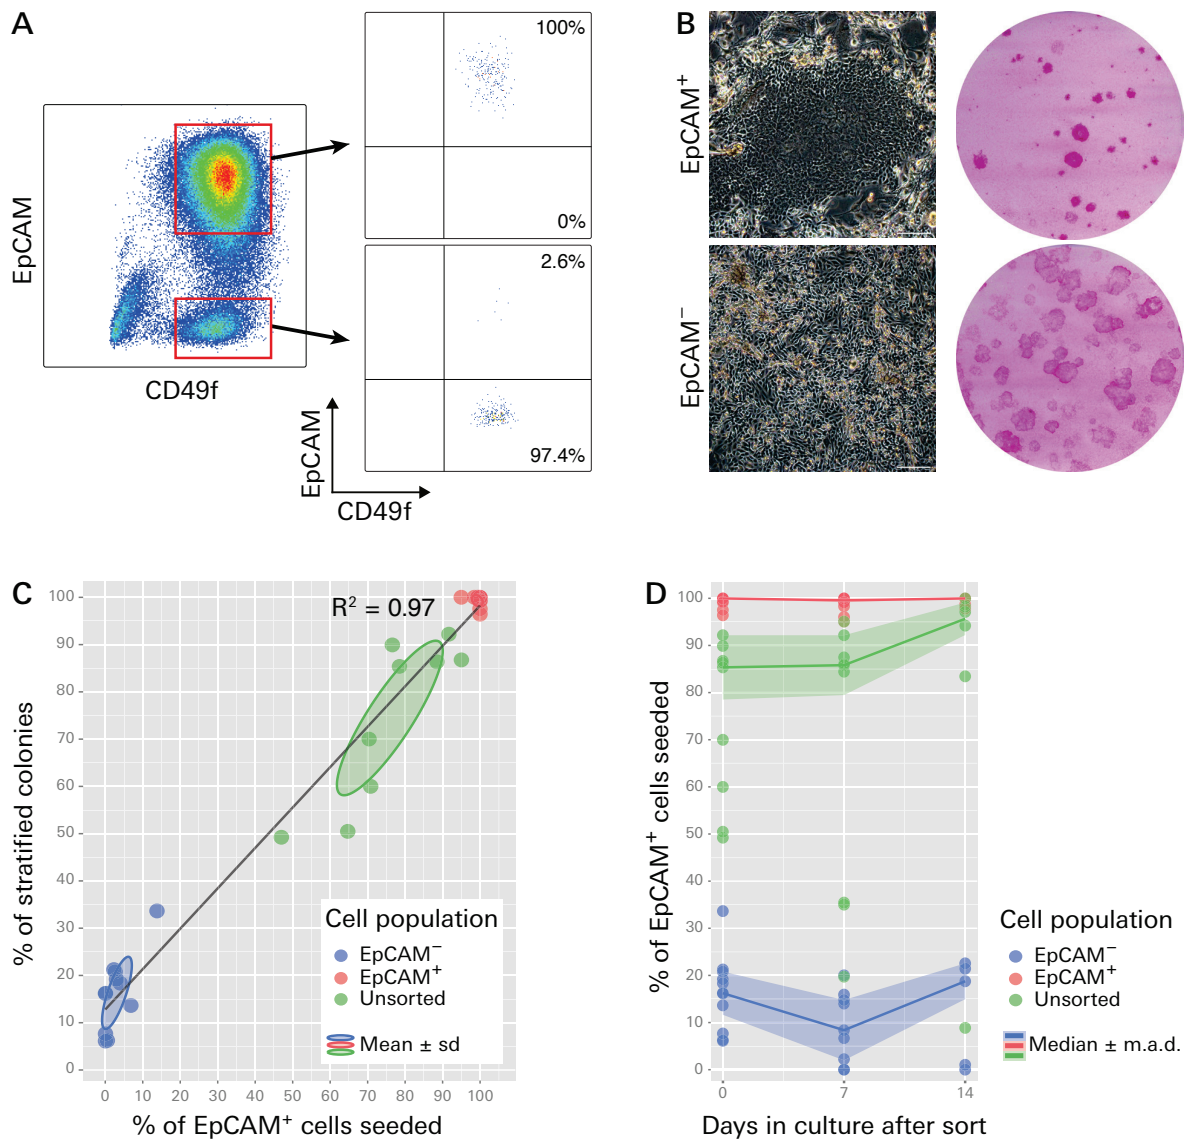 A
EpCAM
CD49f
100%
0%
2.6%
97.4%
EpCAM
CD49f
B
EpCAM+
EpCAM−
C
R2 = 0.97
% of stratified colonies
100
90
80
70
60
50
40
30
20
10
0
0 10 20 30 40 50 60 70 80 90 100
% of EpCAM+ cells seeded
Cell population
EpCAM−
EpCAM+
Unsorted
Mean ± sd
D
% of EpCAM+ cells seeded
100
90
80
70
60
50
40
30
20
10
0
0 7 14
Days in culture after sort
Cell population
EpCAM−
EpCAM+
Unsorted
Median ± m.a.d.